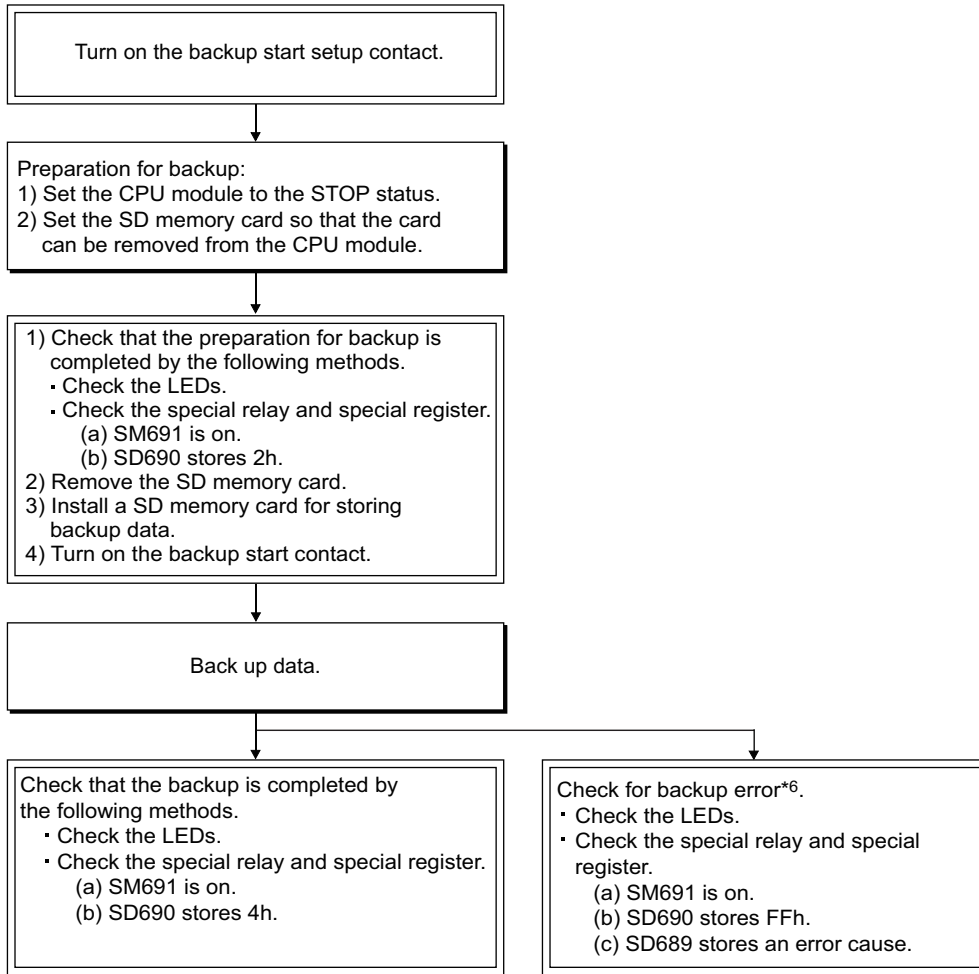 Turn on the backup start setup contact.
Preparation for backup:
1) Set the CPU module to the STOP status.
2) Set the SD memory card so that the card
can be removed from the CPU module.
1) Check that the preparation for backup is
completed by the following methods.
· Check the LEDs.
· Check the special relay and special register.
(a) SM691 is on.
(b) SD690 stores 2h.
2) Remove the SD memory card.
3) Install a SD memory card for storing
backup data.
4) Turn on the backup start contact.
Back up data.
Check that the backup is completed by
the following methods.
· Check the LEDs.
· Check the special relay and special register.
(a) SM691 is on.
(b) SD690 stores 4h.
Check for backup error*6.
· Check the LEDs.
· Check the special relay and special
register.
(a) SM691 is on.
(b) SD690 stores FFh.
(c) SD689 stores an error cause.